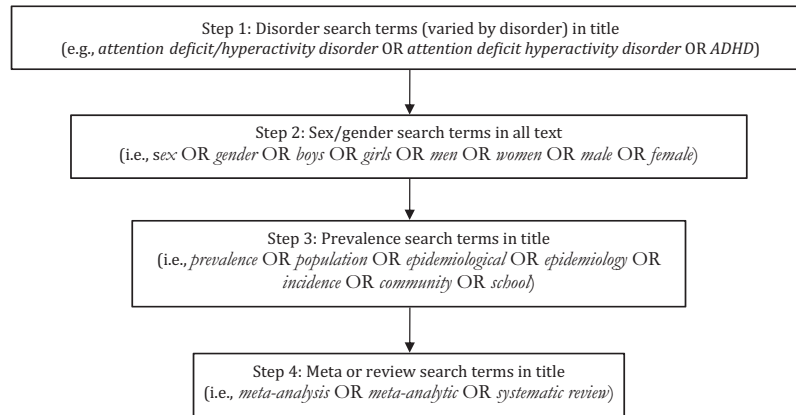 Step 1: Disorder search terms (varied by disorder) in title
(e.g., attention deficit/hyperactivity disorder OR attention deficit hyperactivity disorder OR ADHD)
Step 2: Sex/gender search terms in all text
(i.e., sex OR gender OR boys OR girls OR men OR women OR male OR female)
Step 3: Prevalence search terms in title
(i.e., prevalence OR population OR epidemiological OR epidemiology OR
incidence OR community OR school)
Step 4: Meta or review search terms in title
(i.e., meta-analysis OR meta-analytic OR systematic review)